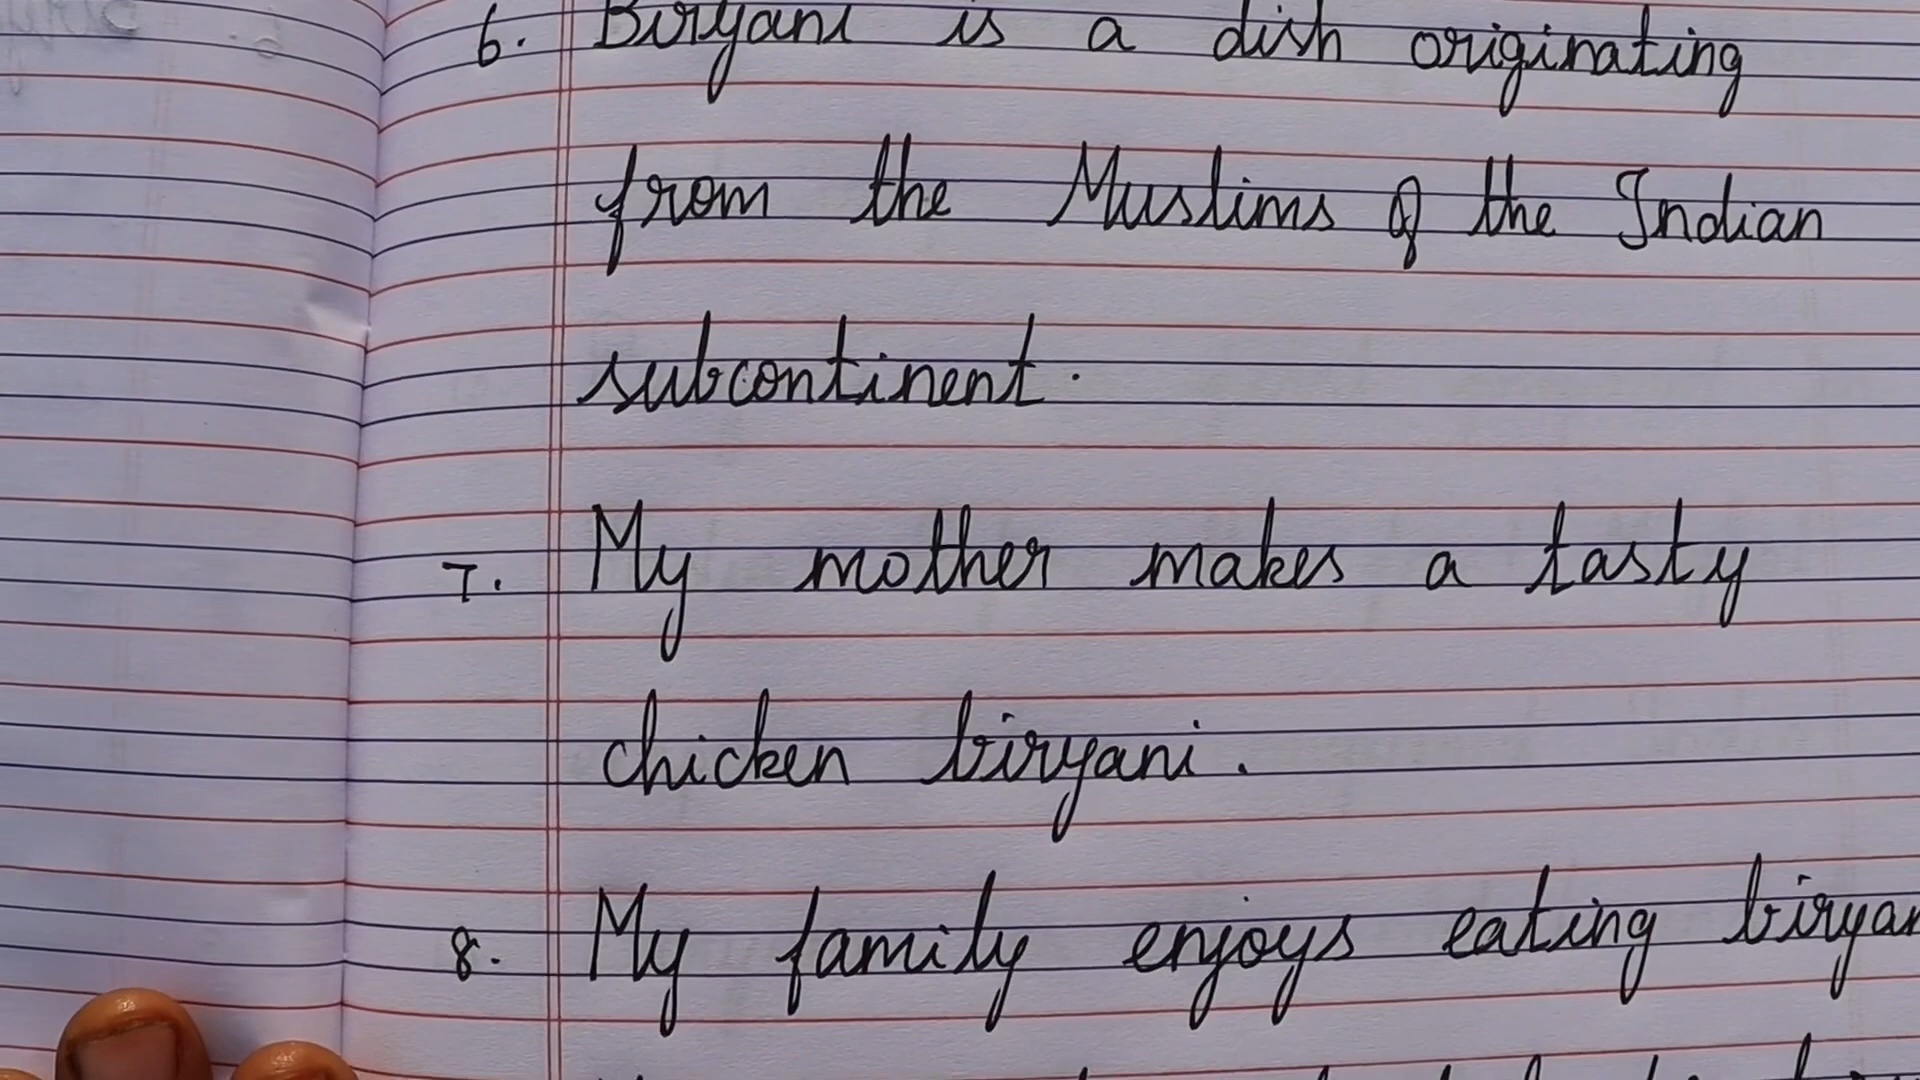 6. Biryani is a dish originating
from the Muslims of the Indian
subcontinent.
7. My mother makes a tasty
chicken biryani.
8. My family enjoys eating